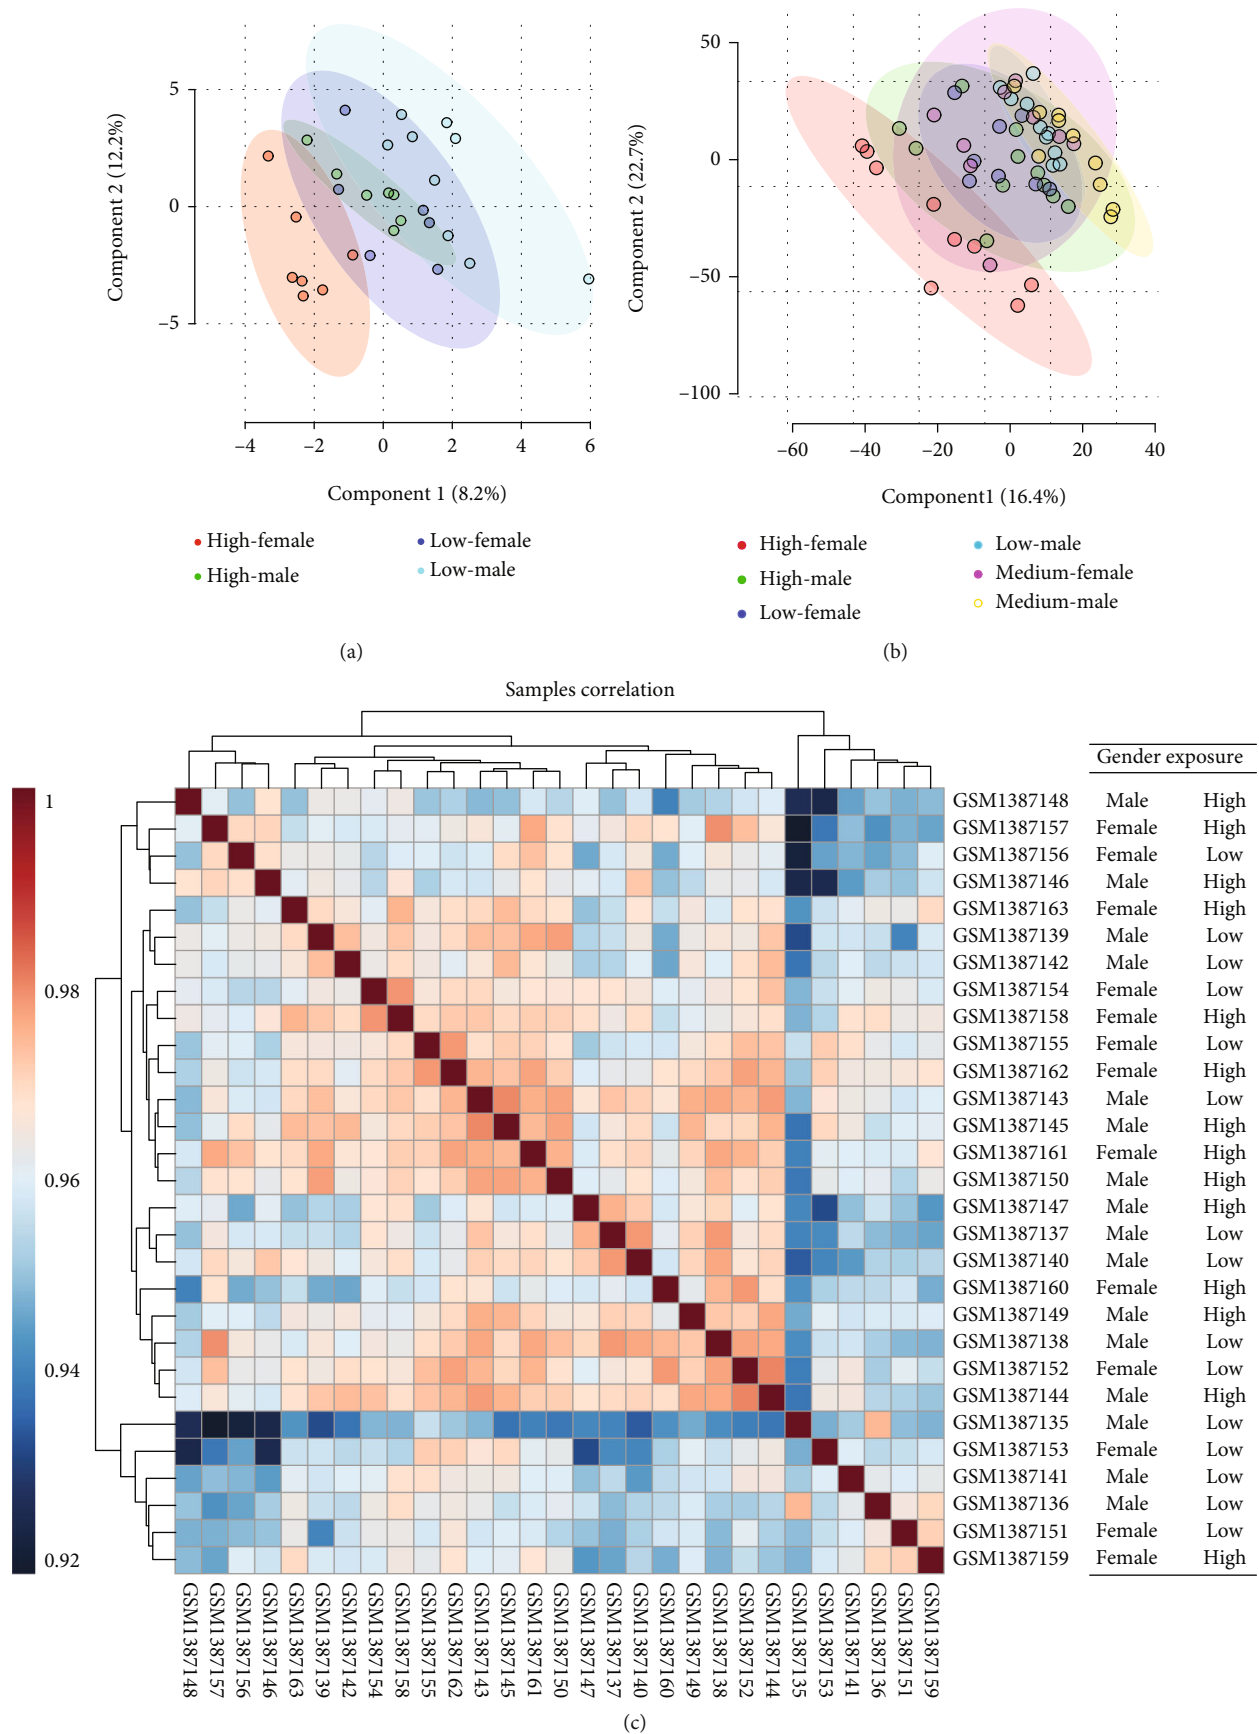 5
0
−5
Component 2 (12.2%)
−4
−2
0
2
4
6
Component 1 (8.2%)
High-female
High-male
Low-female
Low-male
(a)
50
0
−50
−100
Component 2 (22.7%)
−60
−40
−20
0
20
40
Component1 (16.4%)
High-female
High-male
Low-female
Low-male
Medium-female
Medium-male
(b)
Samples correlation
1
0.98
0.96
0.94
0.92
Gender exposure
GSM1387148 Male High
GSM1387157 Female High
GSM1387156 Female Low
GSM1387146 Male High
GSM1387163 Female High
GSM1387139 Male Low
GSM1387142 Male Low
GSM1387154 Female Low
GSM1387158 Female High
GSM1387155 Female Low
GSM1387162 Female High
GSM1387143 Male Low
GSM1387145 Male High
GSM1387161 Female High
GSM1387150 Male High
GSM1387147 Male High
GSM1387137 Male Low
GSM1387140 Male Low
GSM1387160 Female High
GSM1387149 Male High
GSM1387138 Male Low
GSM1387152 Female Low
GSM1387144 Male High
GSM1387135 Male Low
GSM1387153 Female Low
GSM1387141 Male Low
GSM1387136 Male Low
GSM1387151 Female Low
GSM1387159 Female High
GSM1387148
GSM1387157
GSM1387156
GSM1387146
GSM1387163
GSM1387139
GSM1387142
GSM1387154
GSM1387158
GSM1387155
GSM1387162
GSM1387143
GSM1387145
GSM1387161
GSM1387150
GSM1387147
GSM1387137
GSM1387140
GSM1387160
GSM1387149
GSM1387138
GSM1387152
GSM1387144
GSM1387135
GSM1387153
GSM1387141
GSM1387136
GSM1387151
GSM1387159
(c)